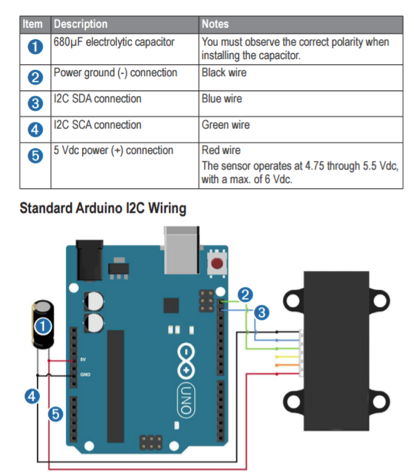 Item Description Notes
1 680µF electrolytic capacitor You must observe the correct polarity when
installing the capacitor.
2 Power ground (-) connection Black wire
3 I2C SDA connection Blue wire
4 I2C SCA connection Green wire
5 5 Vdc power (+) connection Red wire
The sensor operates at 4.75 through 5.5 Vdc,
with a max. of 6 Vdc.
Standard Arduino I2C Wiring
2
3
1
5V
GND
4
5
UNO